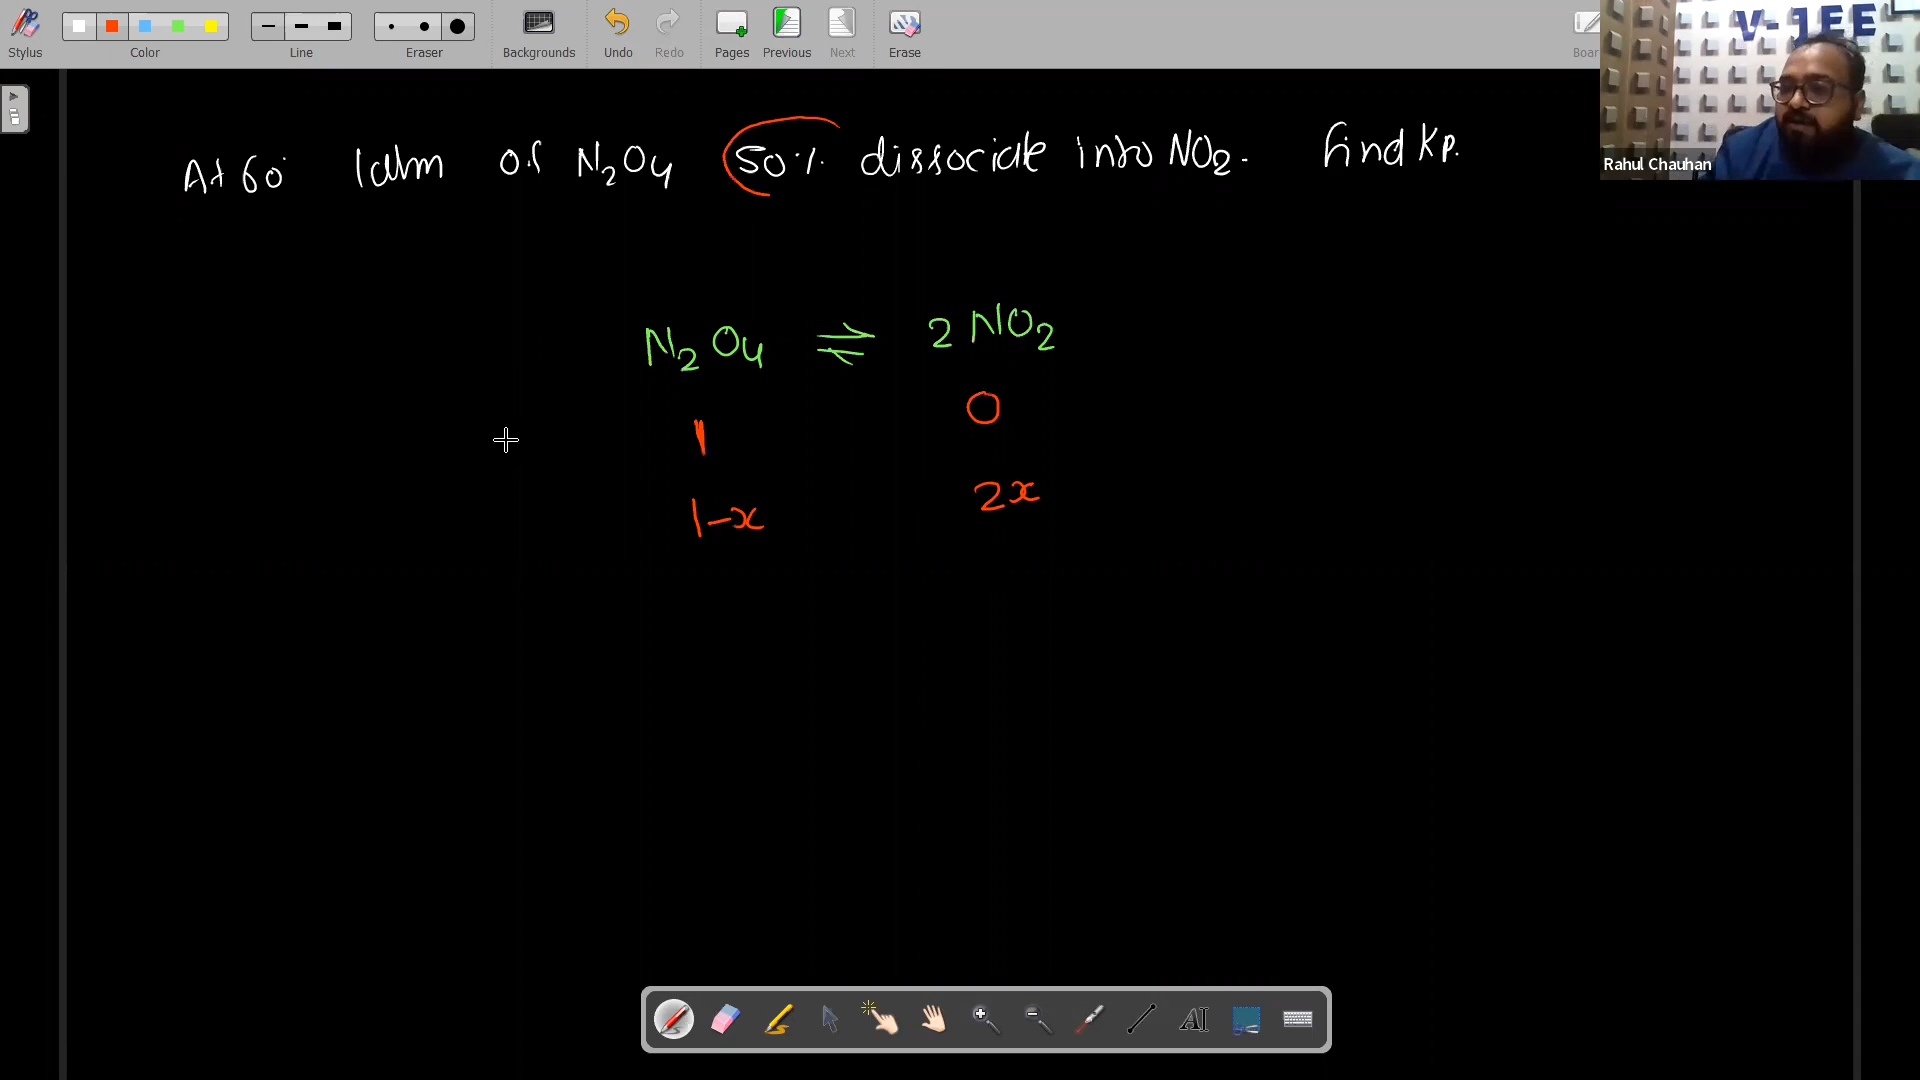 Stylus Color Line Eraser Backgrounds Undo Redo Pages Previous Next Erase
V-JEE
Rahul Chauhan
At 60° 1atm of N₂O₄ 50% dissociate into NO₂. Find Kp.
N₂O₄ ⇌ 2NO₂
1 0
1-x 2x
AI